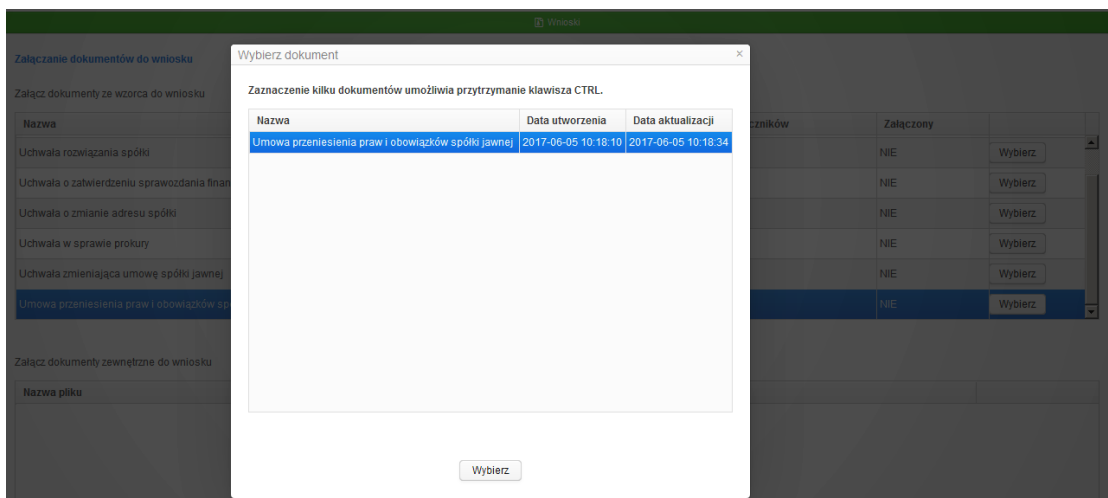 Wnioski
Załączanie dokumentów do wniosku
Załącz dokumenty ze wzorca do wniosku
Nazwa zników Załączony
Uchwała rozwiązania spółki NIE Wybierz
Uchwała o zatwierdzeniu sprawozdania finan NIE Wybierz
Uchwała o zmianie adresu spółki NIE Wybierz
Uchwała w sprawie prokury NIE Wybierz
Uchwała zmieniająca umowę spółki jawnej NIE Wybierz
Umowa przeniesienia praw i obowiązków sp NIE Wybierz
Załącz dokumenty zewnętrzne do wniosku
Nazwa pliku
Wybierz dokument ×
Zaznaczenie kilku dokumentów umożliwia przytrzymanie klawisza CTRL.
Nazwa Data utworzenia Data aktualizacji
Umowa przeniesienia praw i obowiązków spółki jawnej 2017-06-05 10:18:10 2017-06-05 10:18:34
Wybierz